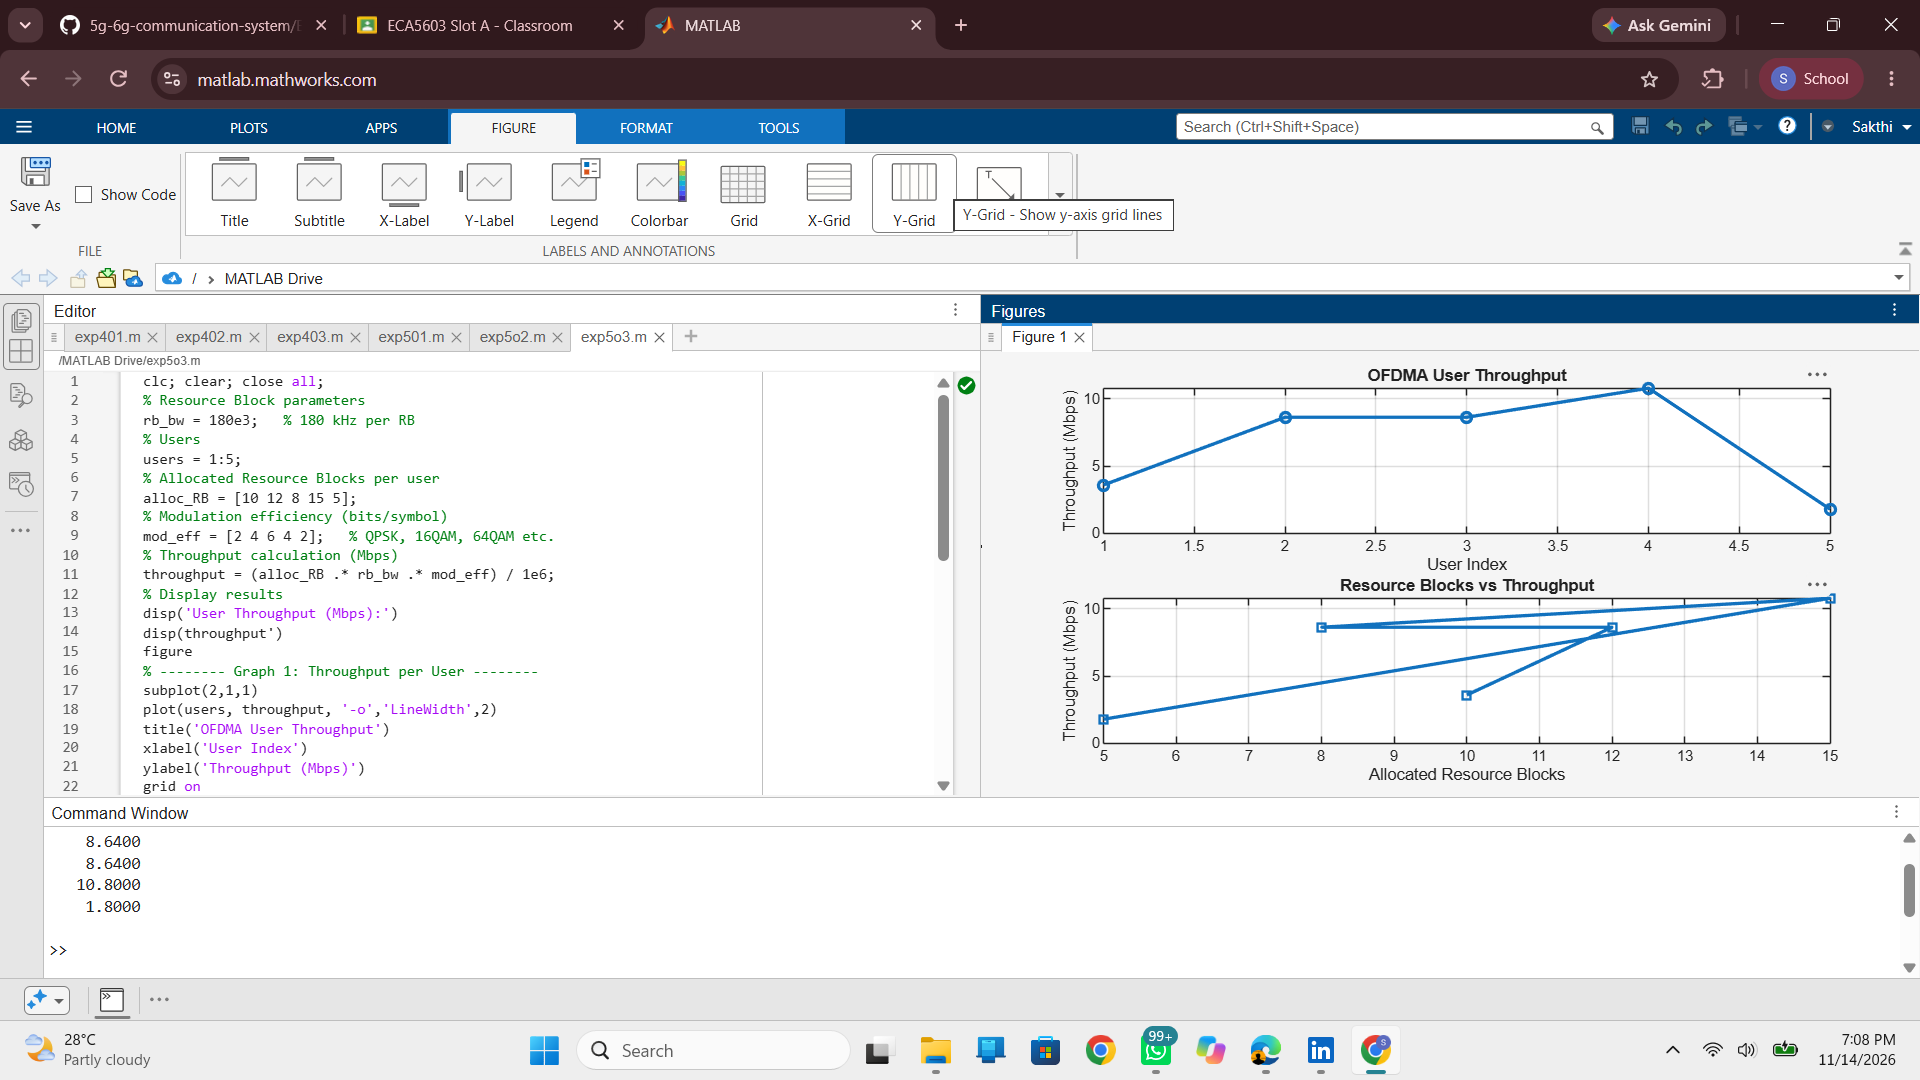 5g-6g-communication-system/
ECA5603 Slot A - Classroom
MATLAB
Ask Gemini
matlab.mathworks.com
S School
HOME PLOTS APPS FIGURE FORMAT TOOLS
Search (Ctrl+Shift+Space)
Sakthi
Save As
Show Code
Title Subtitle X-Label Y-Label Legend Colorbar Grid X-Grid Y-Grid
Y-Grid - Show y-axis grid lines
FILE
LABELS AND ANNOTATIONS
/ > MATLAB Drive
Editor
exp401.m exp402.m exp403.m exp501.m exp5o2.m exp5o3.m
/MATLAB Drive/exp5o3.m
1 clc; clear; close all;
2 % Resource Block parameters
3 rb_bw = 180e3; % 180 kHz per RB
4 % Users
5 users = 1:5;
6 % Allocated Resource Blocks per user
7 alloc_RB = [10 12 8 15 5];
8 % Modulation efficiency (bits/symbol)
9 mod_eff = [2 4 6 4 2]; % QPSK, 16QAM, 64QAM etc.
10 % Throughput calculation (Mbps)
11 throughput = (alloc_RB .* rb_bw .* mod_eff) / 1e6;
12 % Display results
13 disp('User Throughput (Mbps):')
14 disp(throughput')
15 figure
16 % -------- Graph 1: Throughput per User --------
17 subplot(2,1,1)
18 plot(users, throughput, '-o','LineWidth',2)
19 title('OFDMA User Throughput')
20 xlabel('User Index')
21 ylabel('Throughput (Mbps)')
22 grid on
Figures
Figure 1
OFDMA User Throughput
Throughput (Mbps)
10
5
0
1 1.5 2 2.5 3 3.5 4 4.5 5
User Index
Resource Blocks vs Throughput
Throughput (Mbps)
10
5
0
5 6 7 8 9 10 11 12 13 14 15
Allocated Resource Blocks
Command Window
8.6400
8.6400
10.8000
1.8000
>>
28°C
Partly cloudy
Search
99+
7:08 PM
11/14/2026